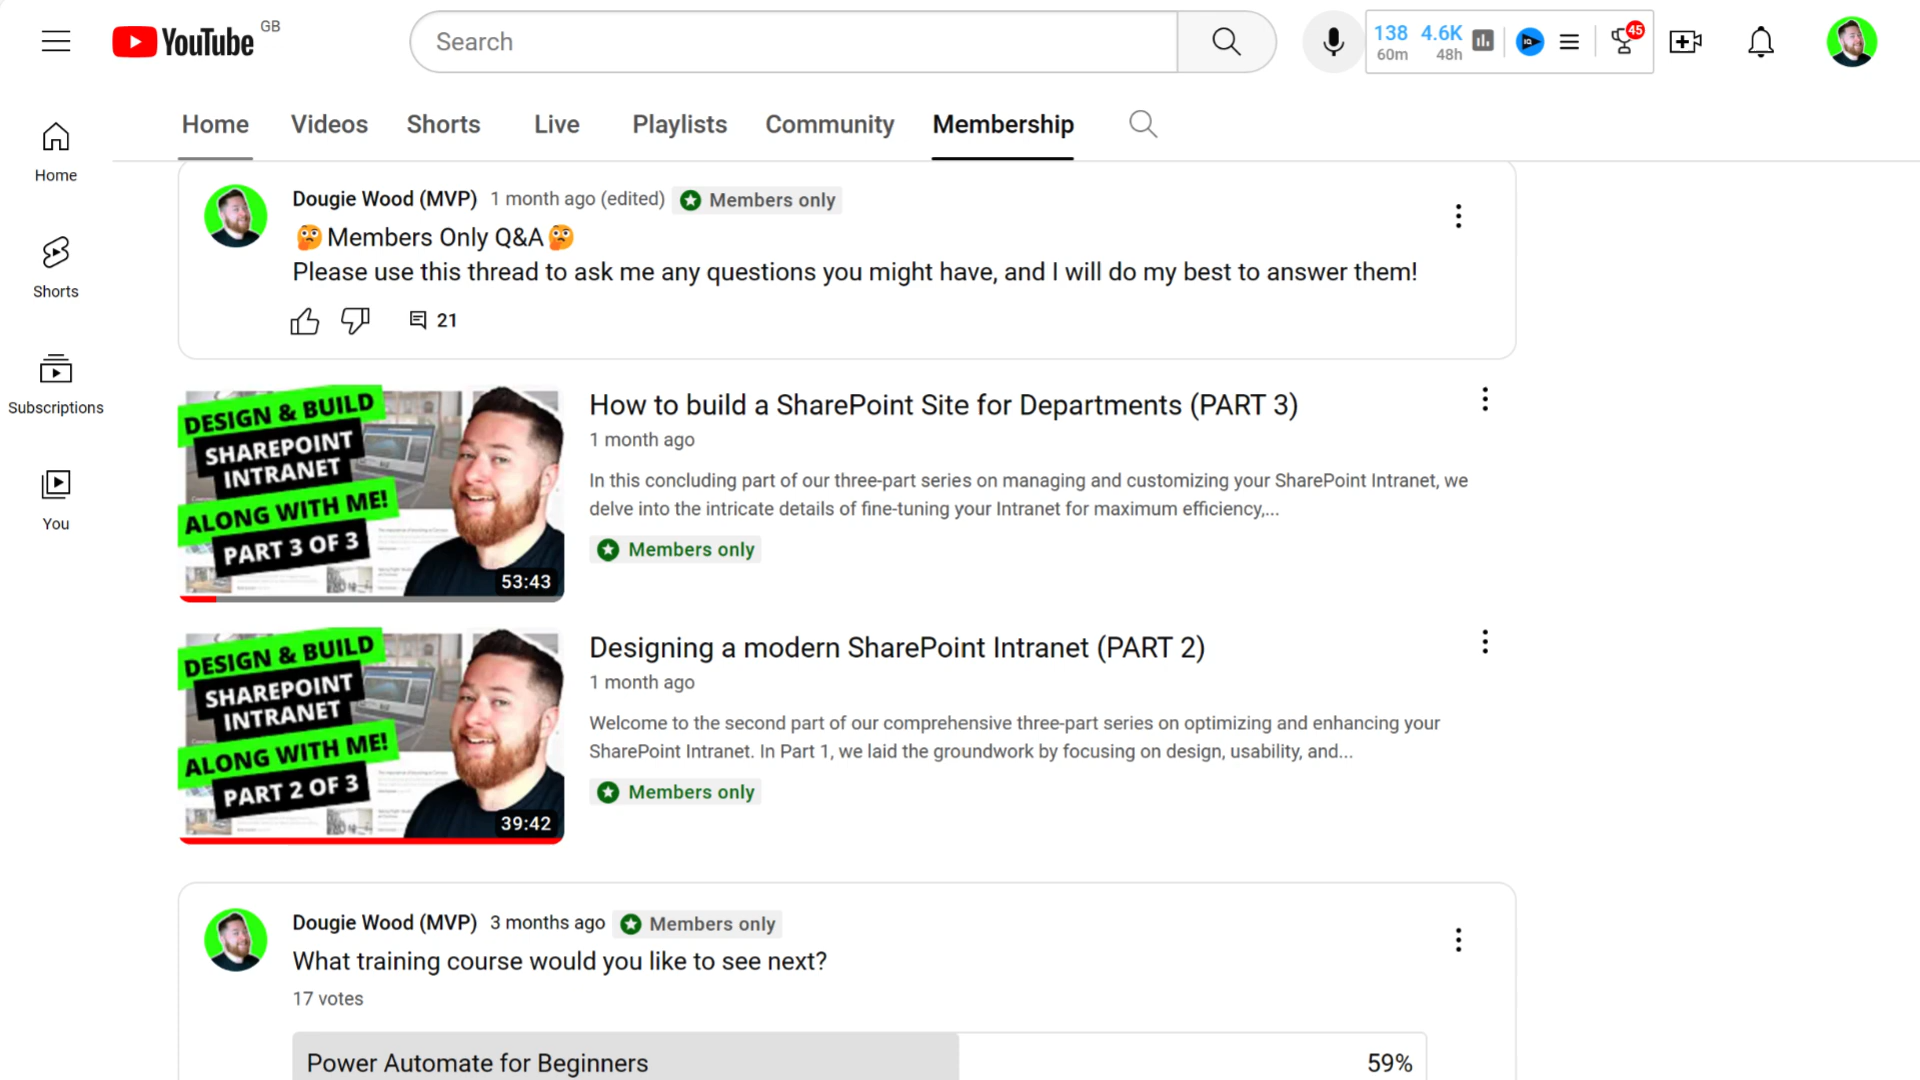 YouTube GB
Search
138 4.6K
60m 48h
45
Home Videos Shorts Live Playlists Community Membership
Home
Shorts
Subscriptions
You
Dougie Wood (MVP) 1 month ago (edited) Members only
🤔Members Only Q&A🤔
Please use this thread to ask me any questions you might have, and I will do my best to answer them!
21
DESIGN & BUILD
SHAREPOINT
INTRANET
ALONG WITH ME!
PART 3 OF 3
53:43
How to build a SharePoint Site for Departments (PART 3)
1 month ago
In this concluding part of our three-part series on managing and customizing your SharePoint Intranet, we
delve into the intricate details of fine-tuning your Intranet for maximum efficiency,...
Members only
DESIGN & BUILD
SHAREPOINT
INTRANET
ALONG WITH ME!
PART 2 OF 3
39:42
Designing a modern SharePoint Intranet (PART 2)
1 month ago
Welcome to the second part of our comprehensive three-part series on optimizing and enhancing your
SharePoint Intranet. In Part 1, we laid the groundwork by focusing on design, usability, and...
Members only
Dougie Wood (MVP) 3 months ago Members only
What training course would you like to see next?
17 votes
Power Automate for Beginners 59%